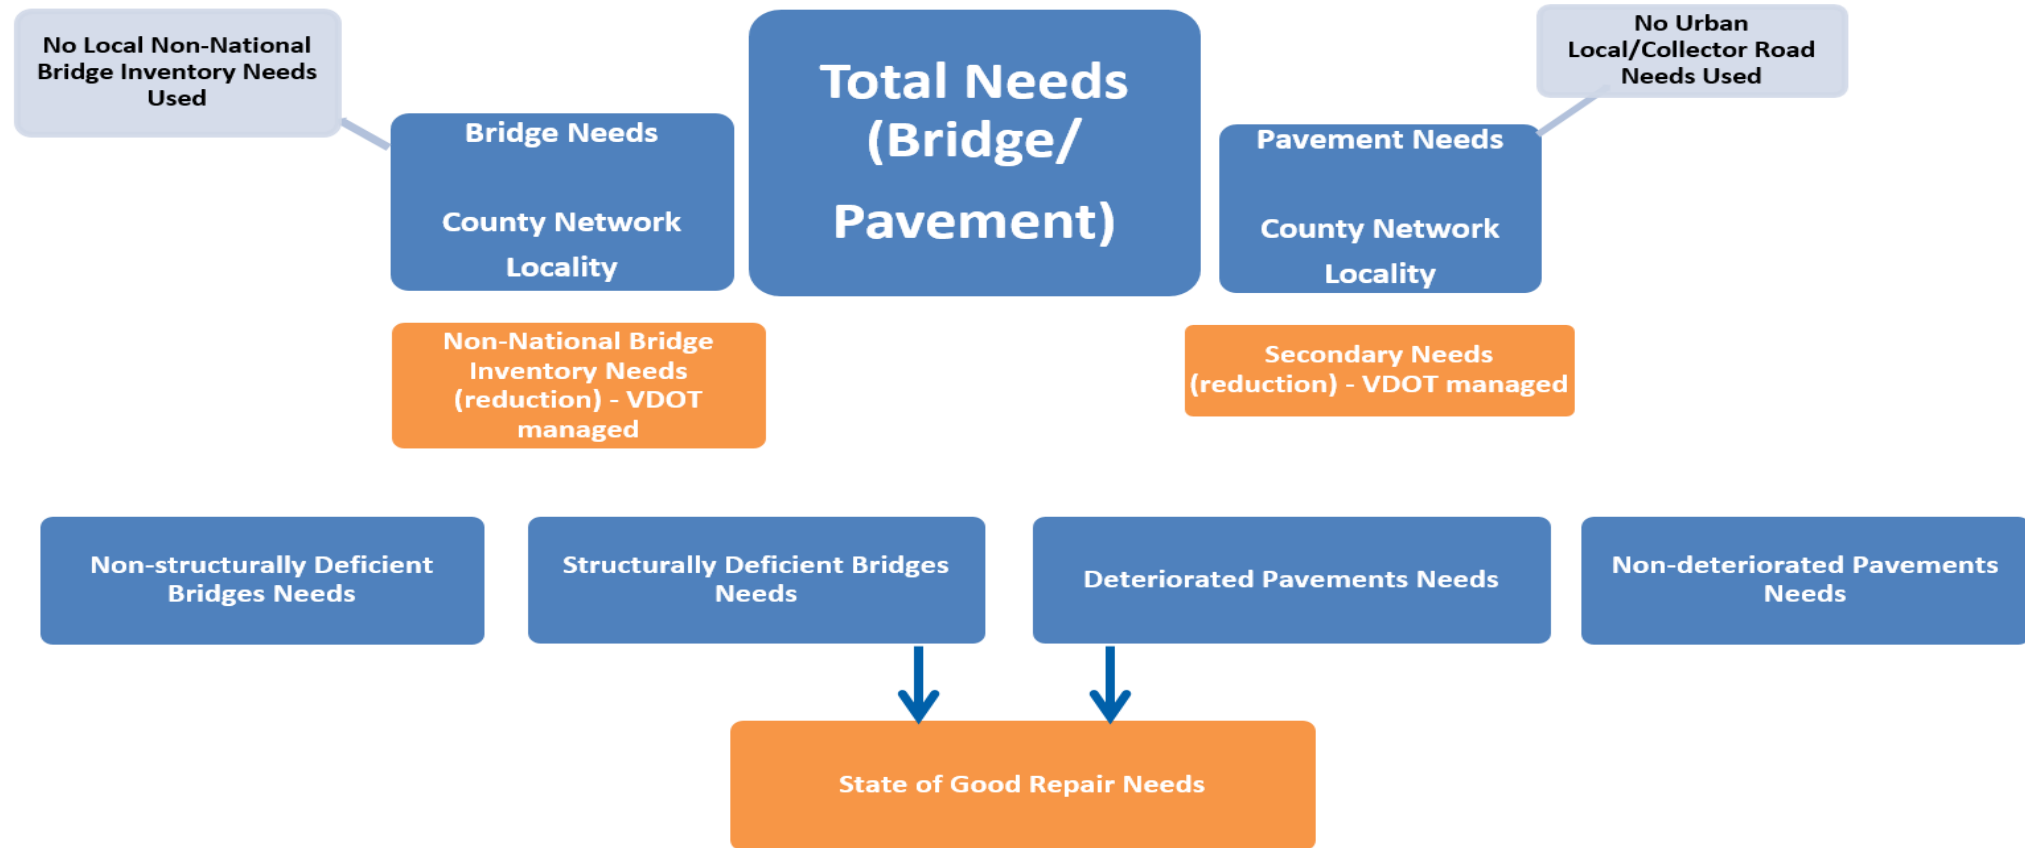 No Local Non-National
Bridge Inventory Needs
Used
Total Needs
(Bridge/
Pavement)
No Urban
Local/Collector Road
Needs Used
Bridge Needs
County Network
Locality
Pavement Needs
County Network
Locality
Non-National Bridge
Inventory Needs
(reduction) - VDOT
managed
Secondary Needs
(reduction) - VDOT managed
Non-structurally Deficient
Bridges Needs
Structurally Deficient Bridges
Needs
Deteriorated Pavements Needs
Non-deteriorated Pavements
Needs
State of Good Repair Needs